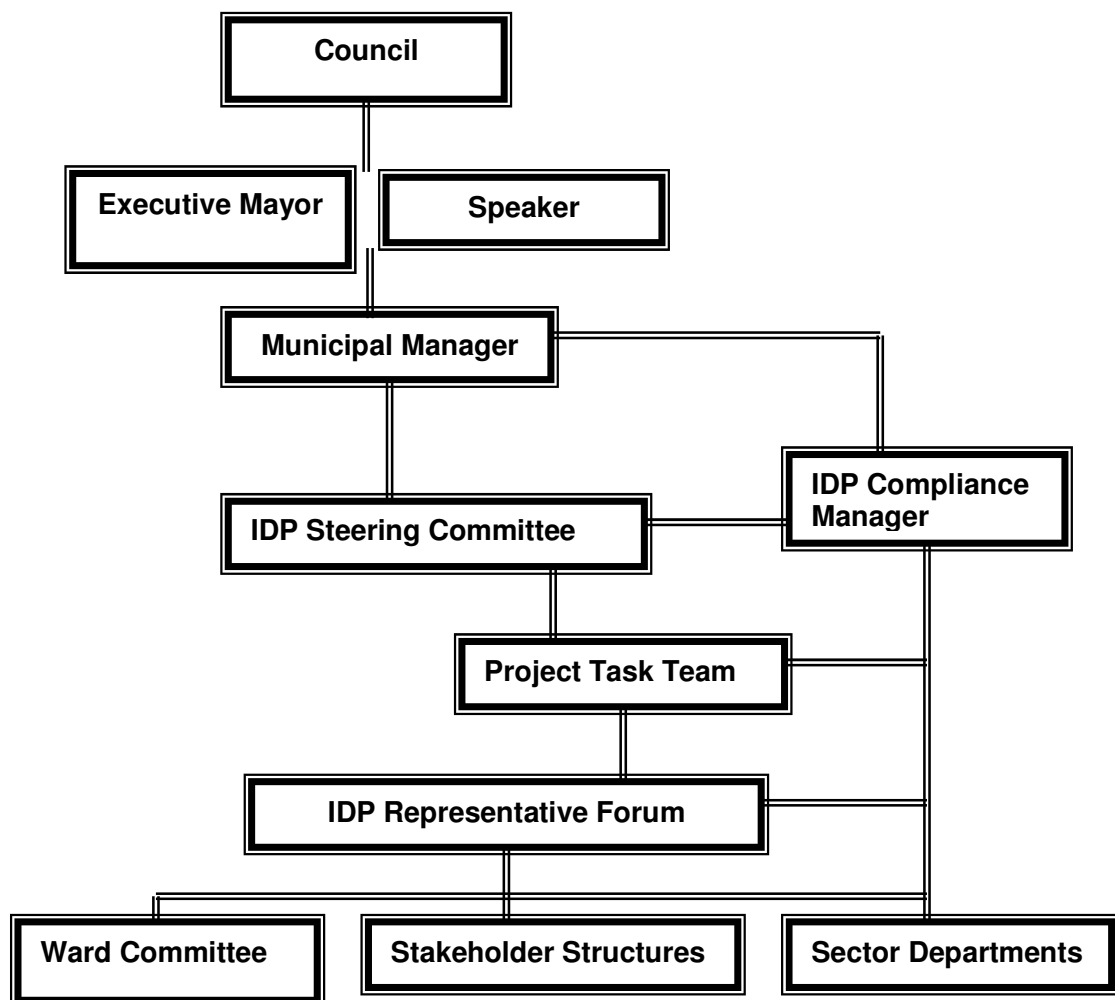 Council
Executive Mayor
Speaker
Municipal Manager
IDP Compliance
Manager
IDP Steering Committee
Project Task Team
IDP Representative Forum
Ward Committee
Stakeholder Structures
Sector Departments